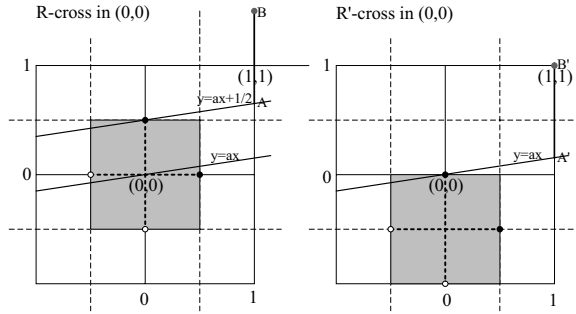 R-cross in (0,0)
B
1
(1,1)
y=ax+1/2
A
y=ax
0
(0,0)
0
1
R'-cross in (0,0)
1
B'
(1,1)
y=ax
A'
0
(0,0)
0
1